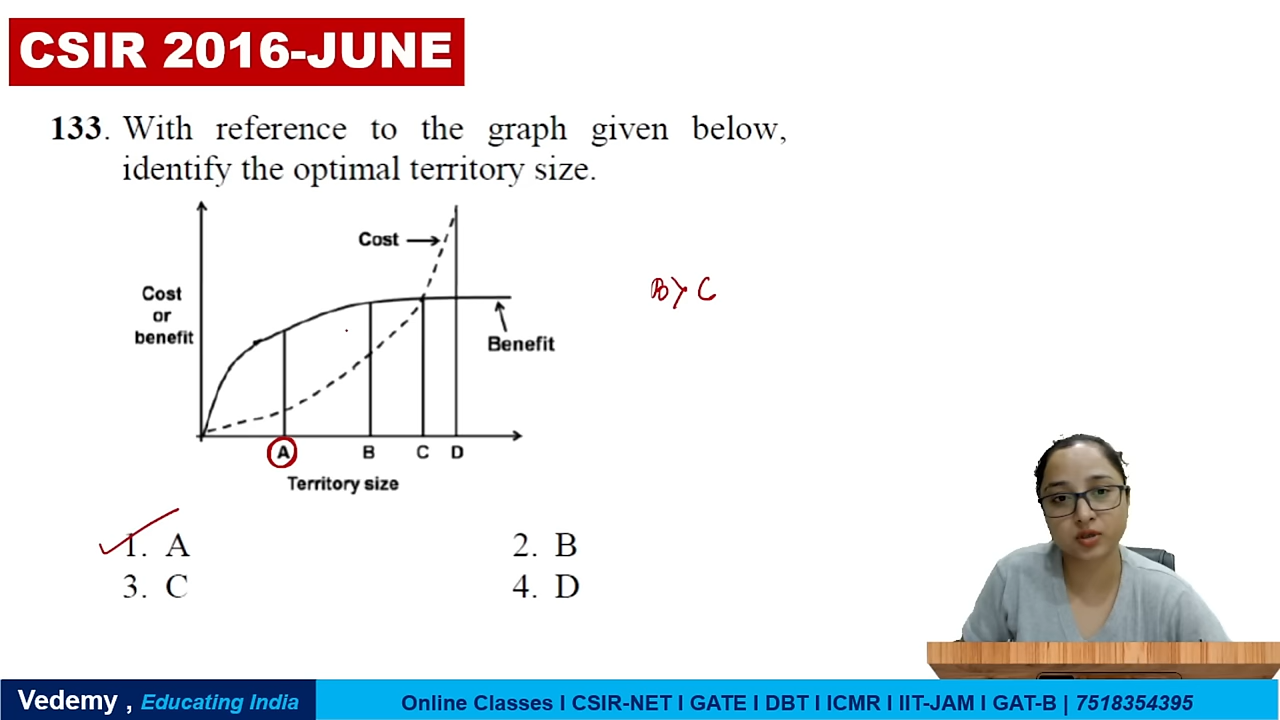 CSIR 2016-JUNE
133. With reference to the graph given below,
identify the optimal territory size.
Cost
Cost
or
benefit
Benefit
A B C D
Territory size
B > C
1. A 2. B
3. C 4. D
Vedemy , Educating India
Online Classes I CSIR-NET I GATE I DBT I ICMR I IIT-JAM I GAT-B | 7518354395